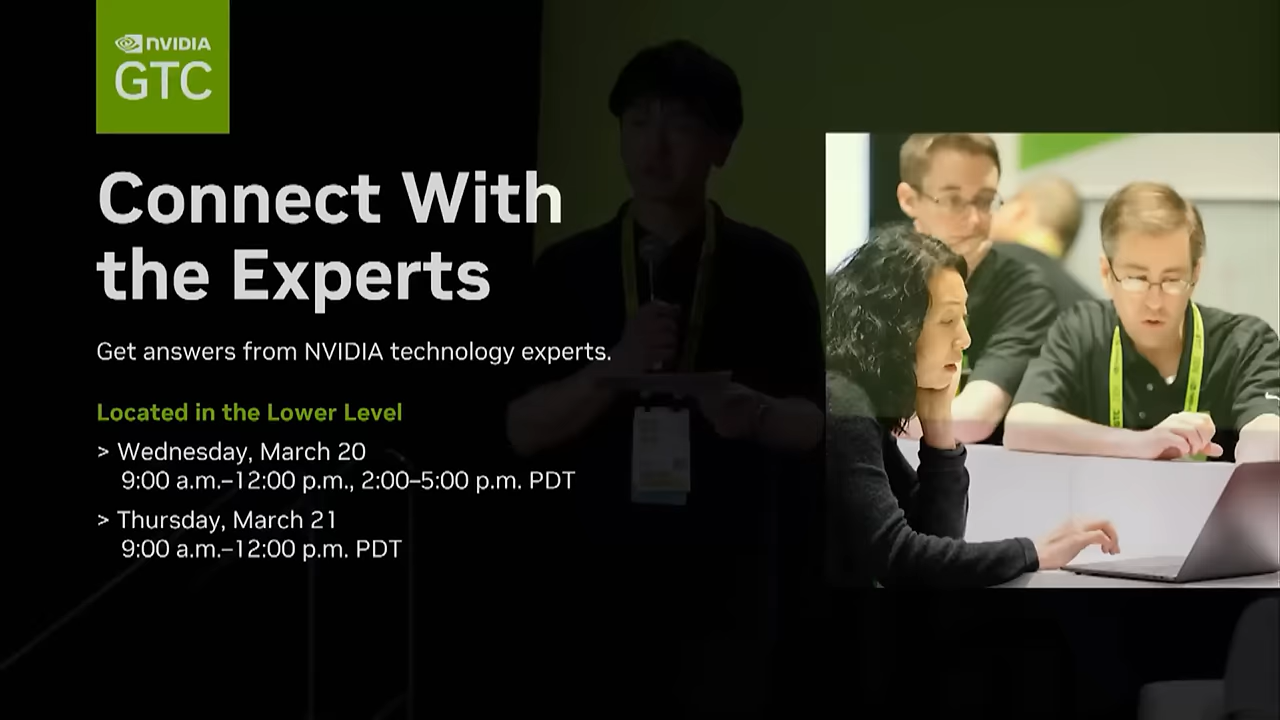 NVIDIA
GTC
Connect With
the Experts
Get answers from NVIDIA technology experts.
Located in the Lower Level
> Wednesday, March 20
9:00 a.m.–12:00 p.m., 2:00–5:00 p.m. PDT
> Thursday, March 21
9:00 a.m.–12:00 p.m. PDT
GTC